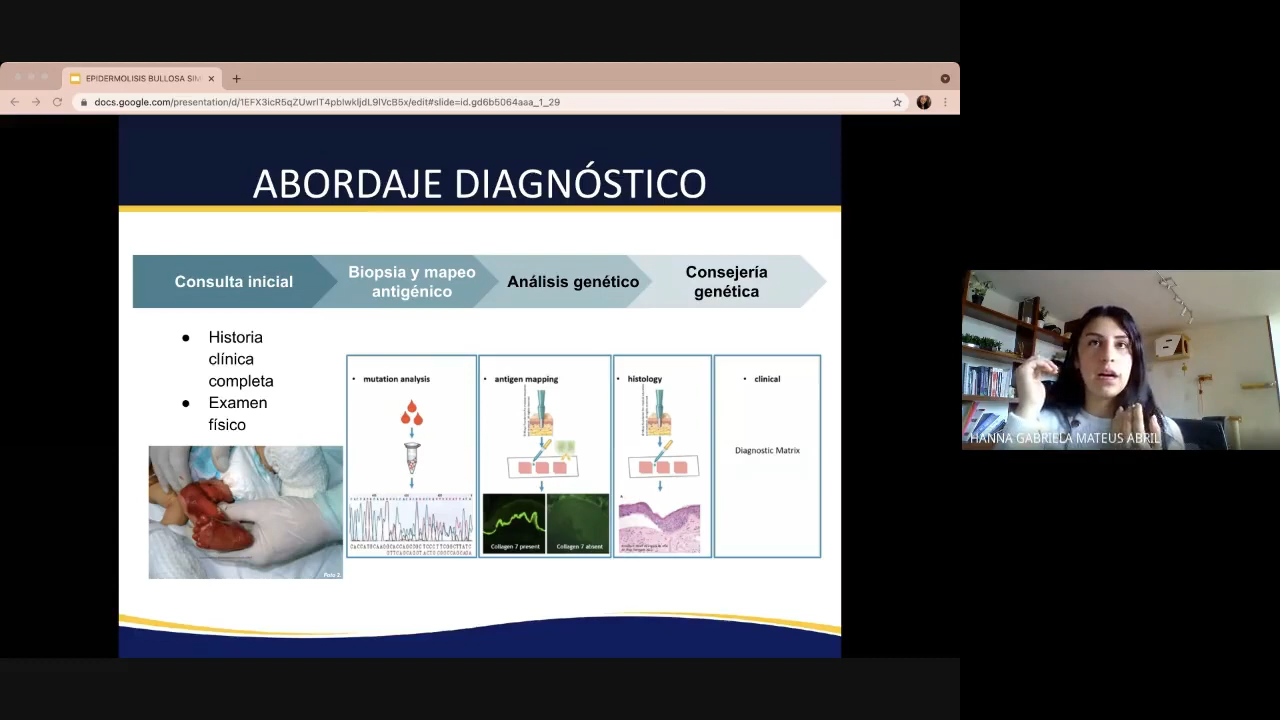 EPIDERMOLISIS BULLOSA SIM
docs.google.com/presentation/d/1EFX3icR5qZUwrlT4pblwkljdL9lVcB5x/edit#slide=id.gd6b5064aaa_1_29
ABORDAJE DIAGNÓSTICO
Consulta inicial
Biopsia y mapeo
antigénico
Análisis genético
Consejería
genética
● Historia
clínica
completa
● Examen
físico
Foto 2.
• mutation analysis
• antigen mapping
Collagen 7 present
Collagen 7 absent
• histology
• clinical
Diagnostic Matrix
HANNA GABRIELA MATEUS ABRIL